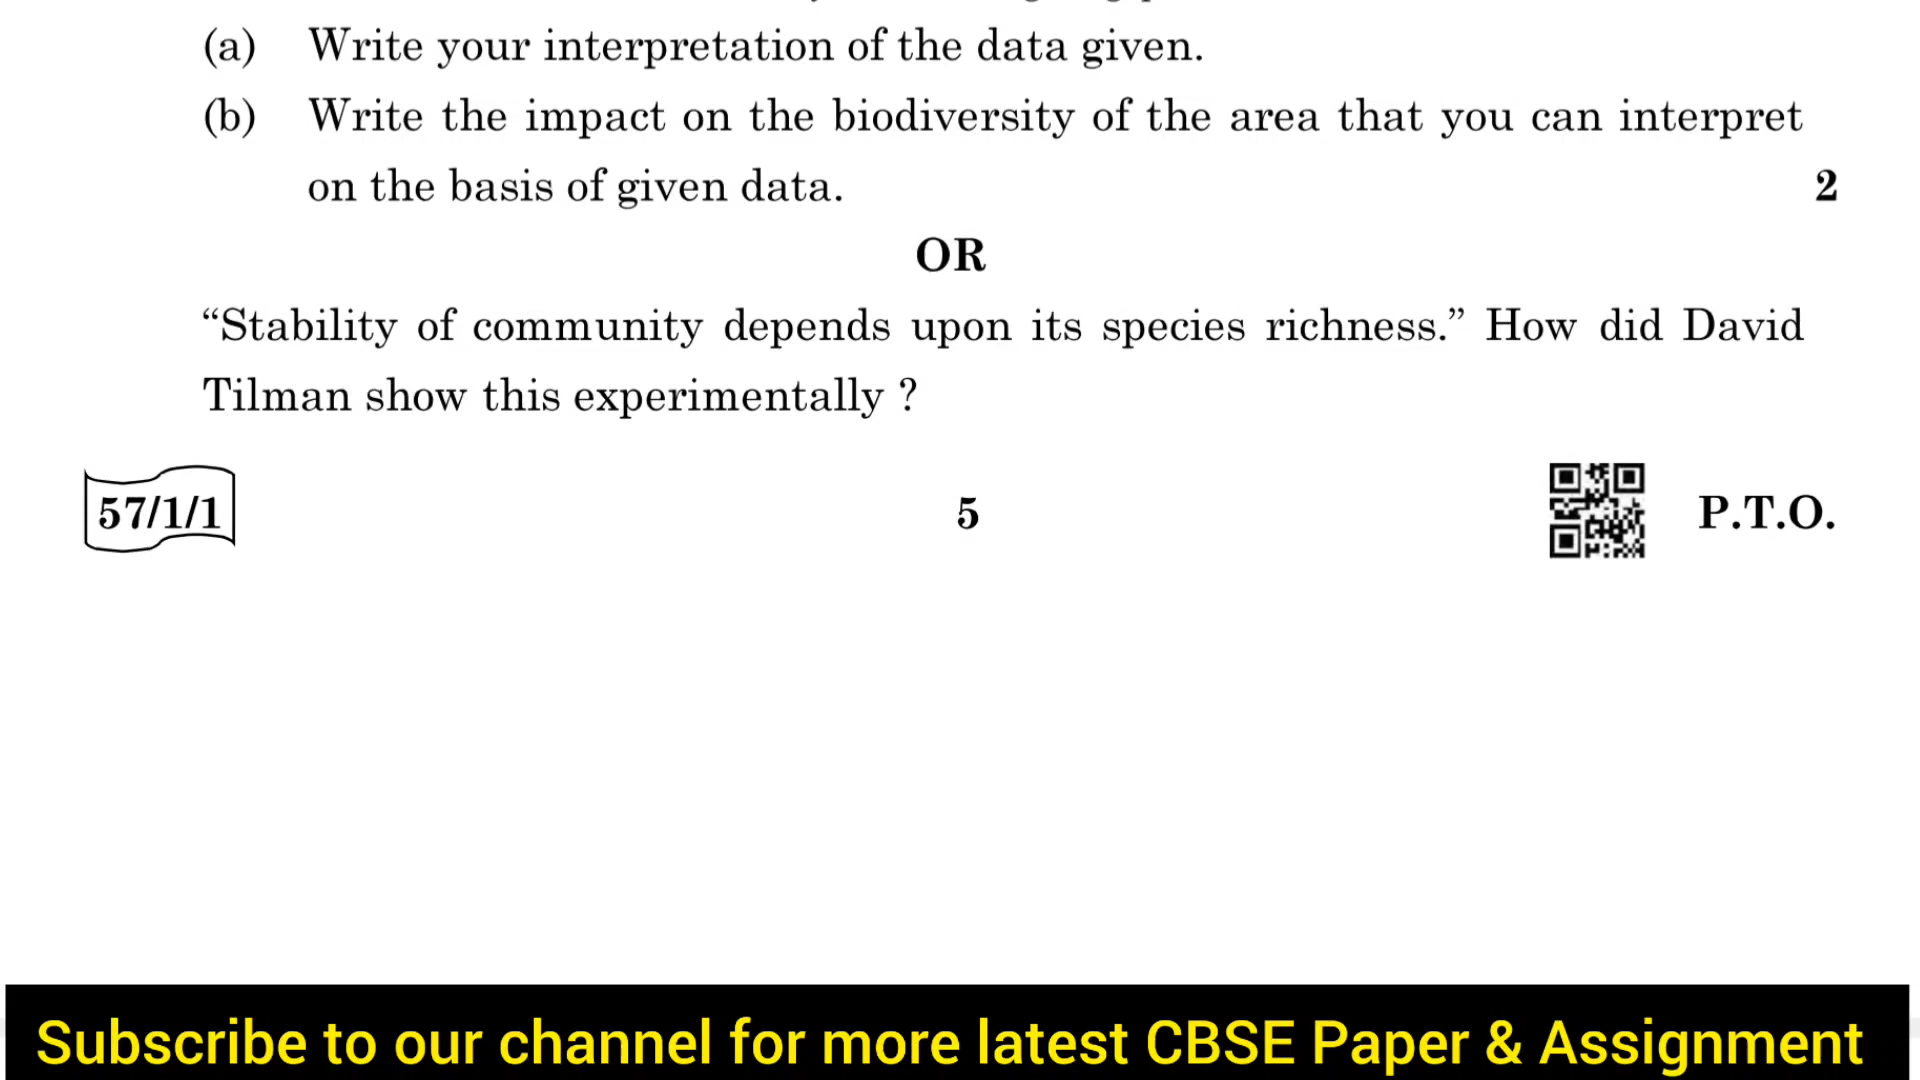 (a) Write your interpretation of the data given.
(b) Write the impact on the biodiversity of the area that you can interpret
on the basis of given data. 2
OR
“Stability of community depends upon its species richness.” How did David
Tilman show this experimentally ?
57/1/1 5 P.T.O.
Subscribe to our channel for more latest CBSE Paper & Assignment